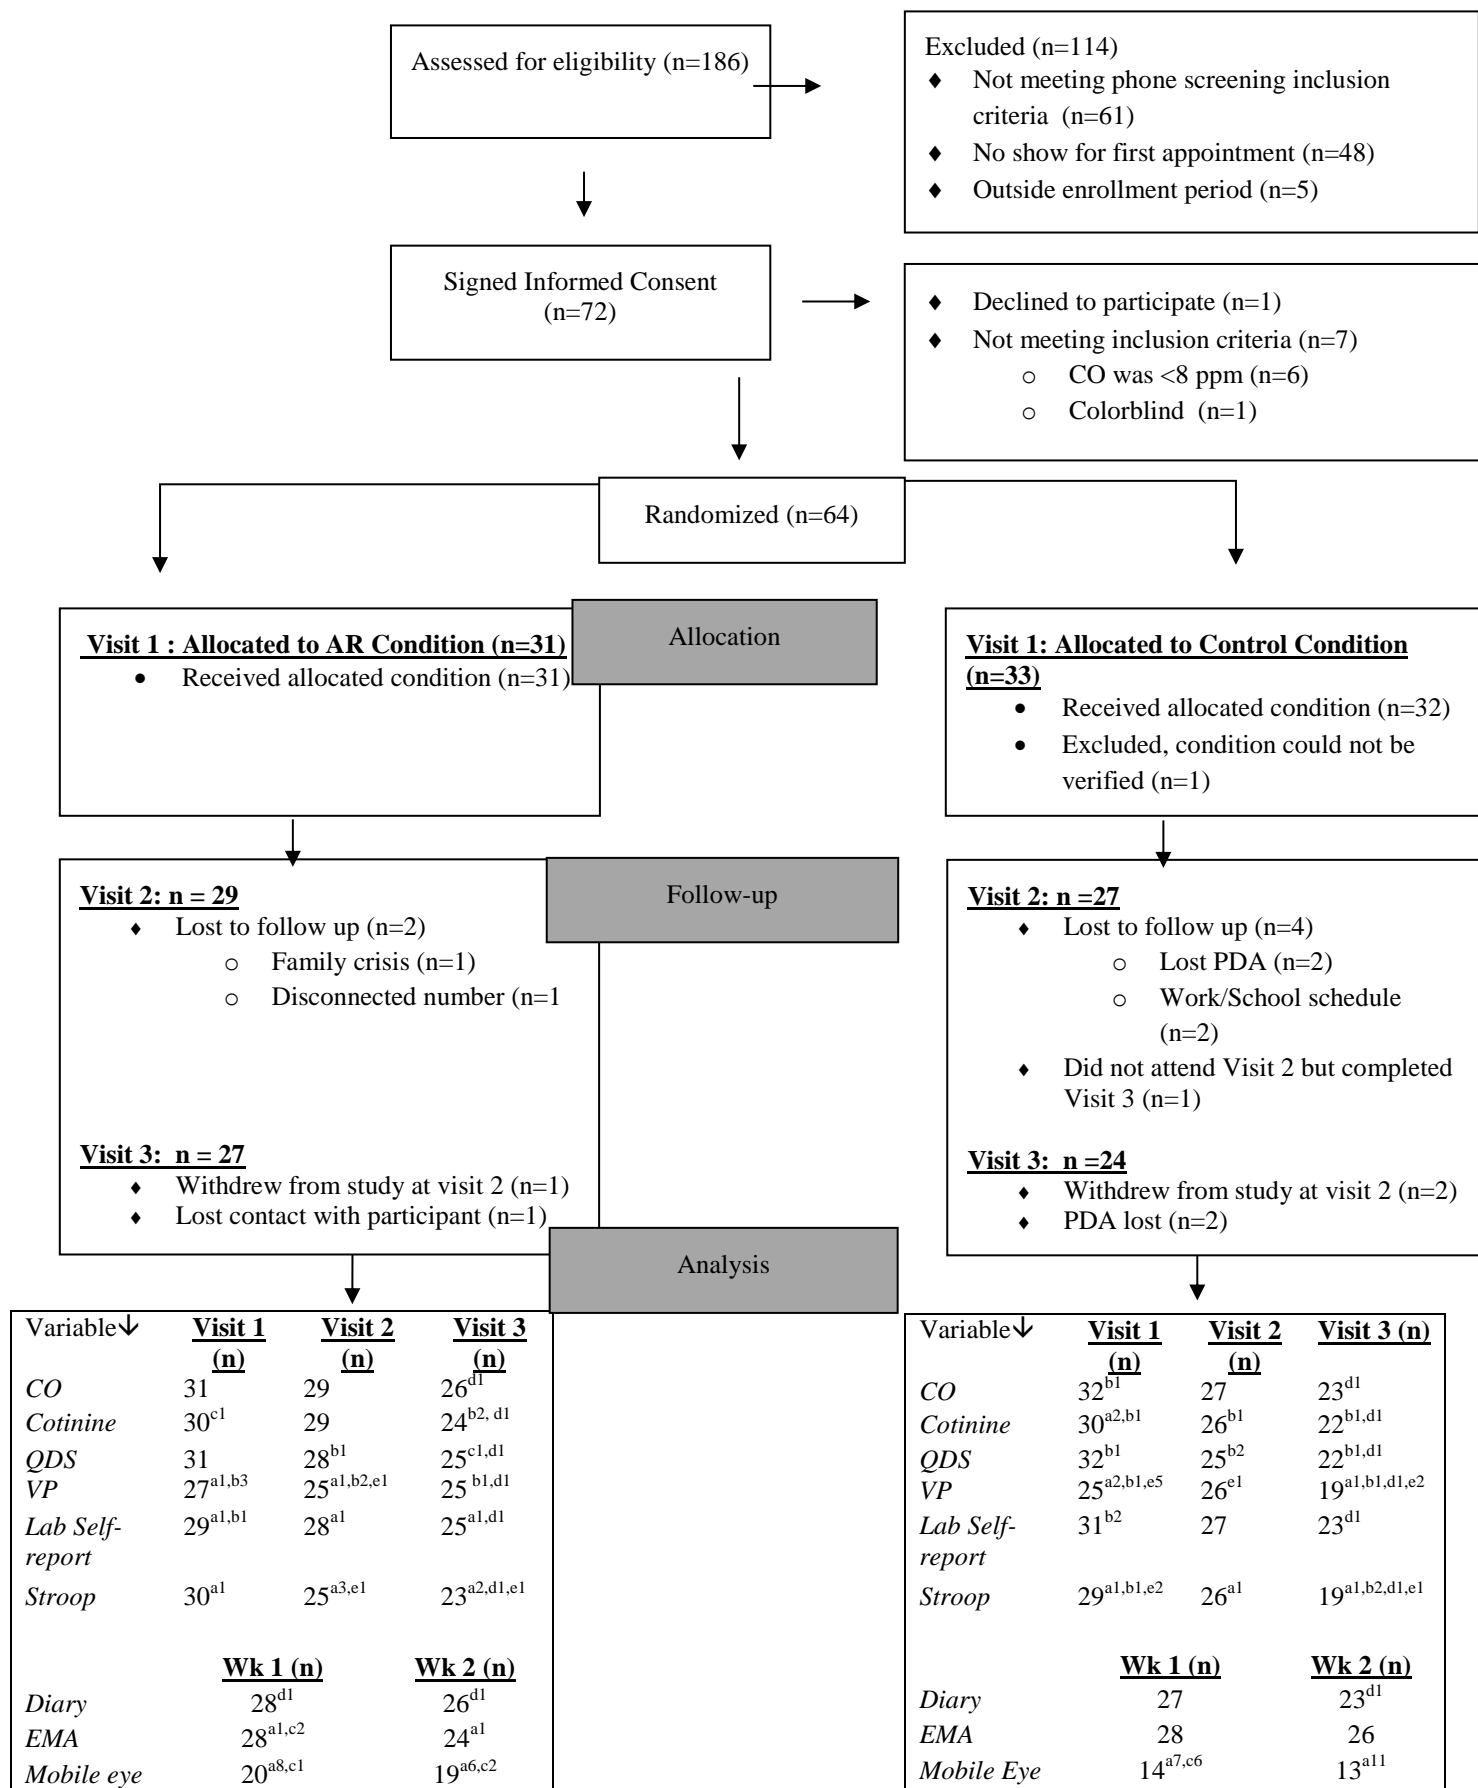 Assessed for eligibility (n=186)
Excluded (n=114)
♦ Not meeting phone screening inclusion
criteria (n=61)
♦ No show for first appointment (n=48)
♦ Outside enrollment period (n=5)
Signed Informed Consent
(n=72)
♦ Declined to participate (n=1)
♦ Not meeting inclusion criteria (n=7)
o CO was <8 ppm (n=6)
o Colorblind (n=1)
Randomized (n=64)
Allocation
Visit 1 : Allocated to AR Condition (n=31)
• Received allocated condition (n=31)
Visit 1: Allocated to Control Condition
(n=33)
• Received allocated condition (n=32)
• Excluded, condition could not be
verified (n=1)
Follow-up
Visit 2: n = 29
♦ Lost to follow up (n=2)
o Family crisis (n=1)
o Disconnected number (n=1
Visit 3: n = 27
♦ Withdrew from study at visit 2 (n=1)
♦ Lost contact with participant (n=1)
Visit 2: n =27
♦ Lost to follow up (n=4)
o Lost PDA (n=2)
o Work/School schedule
(n=2)
♦ Did not attend Visit 2 but completed
Visit 3 (n=1)
Visit 3: n =24
♦ Withdrew from study at visit 2 (n=2)
♦ PDA lost (n=2)
Analysis
Variable↓ Visit 1 Visit 2 Visit 3
(n) (n) (n)
CO 31 29 26d1
Cotinine 30c1 29 24b2, d1
QDS 31 28b1 25c1,d1
VP 27a1,b3 25a1,b2,e1 25 b1,d1
Lab Self- 29a1,b1 28a1 25a1,d1
report
Stroop 30a1 25a3,e1 23a2,d1,e1
Wk 1 (n) Wk 2 (n)
Diary 28d1 26d1
EMA 28a1,c2 24a1
Mobile eye 20a8,c1 19a6,c2
Variable↓ Visit 1 Visit 2 Visit 3 (n)
(n) (n)
CO 32b1 27 23d1
Cotinine 30a2,b1 26b1 22b1,d1
QDS 32b1 25b2 22b1,d1
VP 25a2,b1,e5 26e1 19a1,b1,d1,e2
Lab Self- 31b2 27 23d1
report
Stroop 29a1,b1,e2 26a1 19a1,b2,d1,e1
Wk 1 (n) Wk 2 (n)
Diary 27 23d1
EMA 28 26
Mobile Eye 14a7,c6 13a11